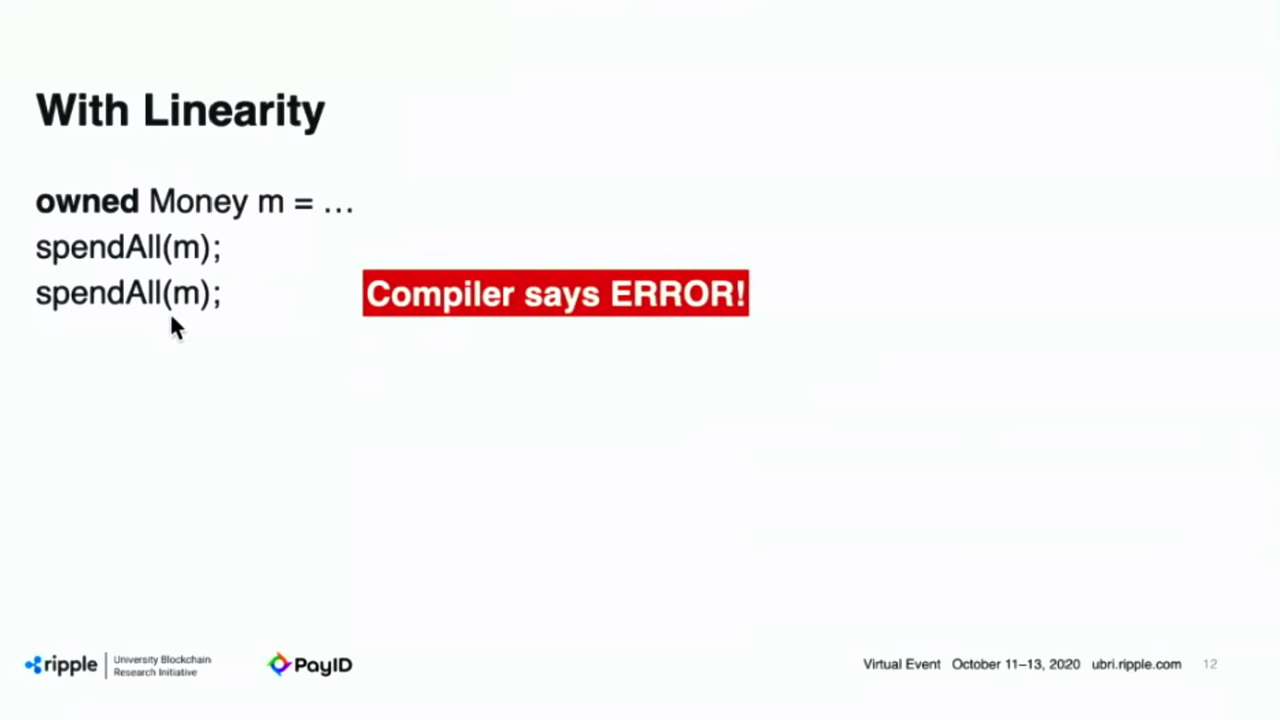 With Linearity
owned Money m = …
spendAll(m);
spendAll(m);
Compiler says ERROR!
ripple
University Blockchain
Research Initiative
PayID
Virtual Event October 11–13, 2020 ubri.ripple.com 12